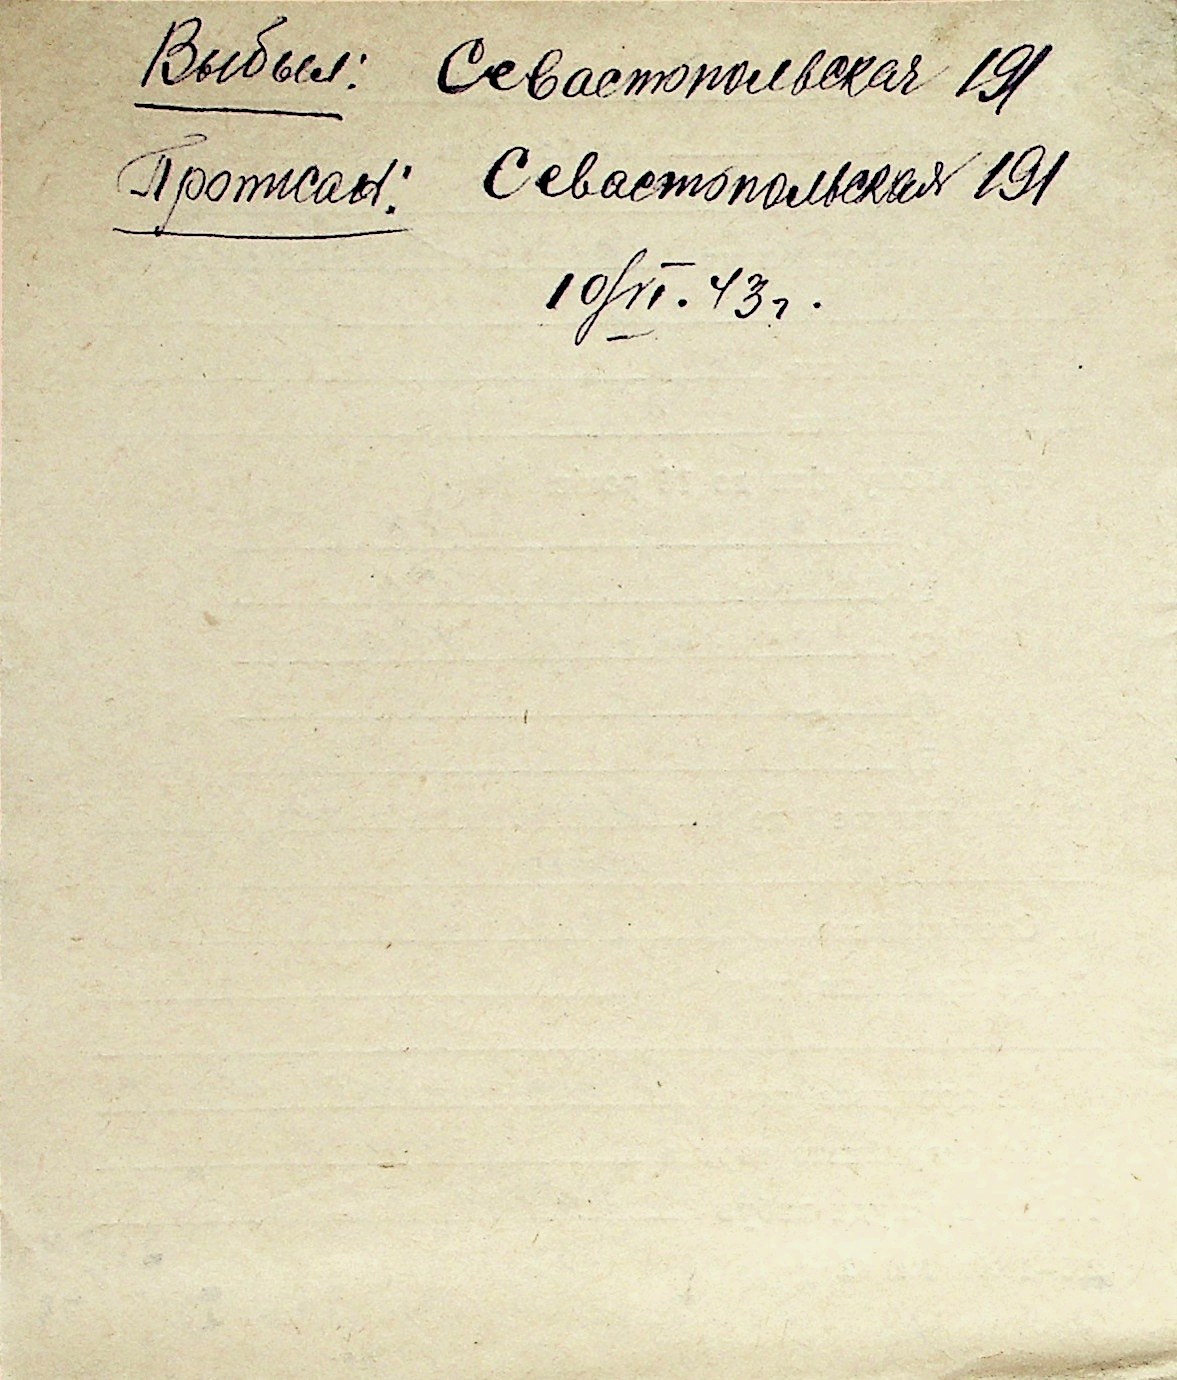 Выбыл: Севастопольская 191
Прописан: Севастопольская 191
10/VI. 43 г.